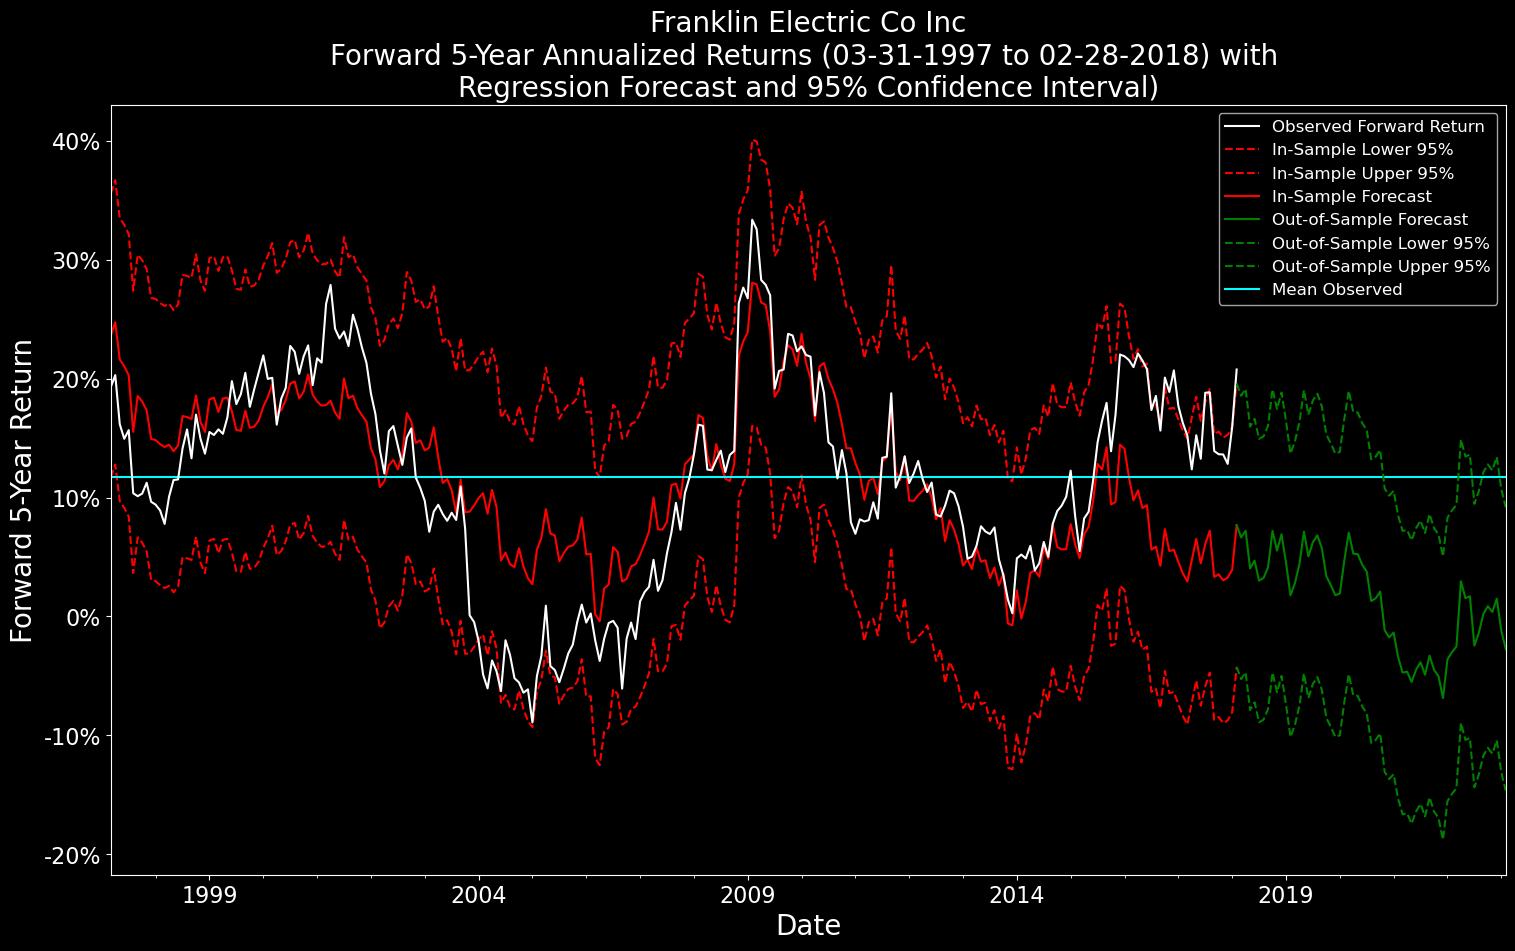 Franklin Electric Co Inc
Forward 5-Year Annualized Returns (03-31-1997 to 02-28-2018) with
Regression Forecast and 95% Confidence Interval)
Observed Forward Return
In-Sample Lower 95%
In-Sample Upper 95%
In-Sample Forecast
Out-of-Sample Forecast
Out-of-Sample Lower 95%
Out-of-Sample Upper 95%
Mean Observed
Forward 5-Year Return
40%
30%
20%
10%
0%
-10%
-20%
1999
2004
2009
2014
2019
Date